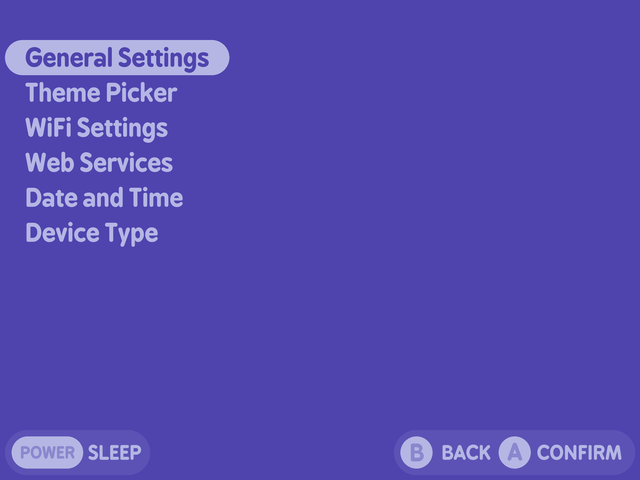 General Settings
Theme Picker
WiFi Settings
Web Services
Date and Time
Device Type
POWER SLEEP B BACK A CONFIRM